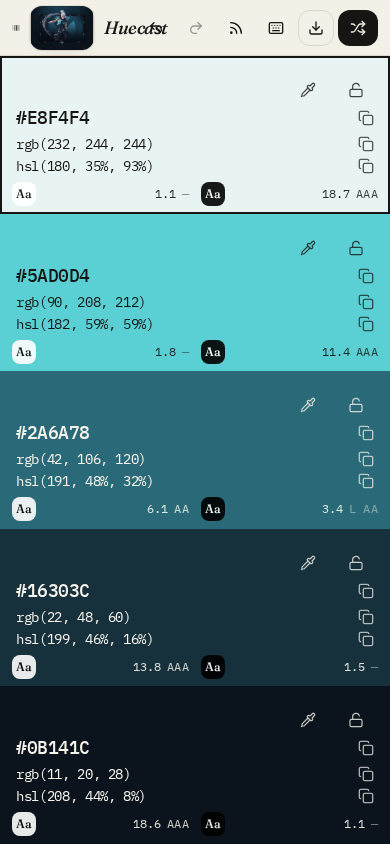 Huecast
#E8F4F4
rgb(232, 244, 244)
hsl(180, 35%, 93%)
Aa 1.1 — Aa 18.7 AAA
#5AD0D4
rgb(90, 208, 212)
hsl(182, 59%, 59%)
Aa 1.8 — Aa 11.4 AAA
#2A6A78
rgb(42, 106, 120)
hsl(191, 48%, 32%)
Aa 6.1 AA Aa 3.4 L AA
#16303C
rgb(22, 48, 60)
hsl(199, 46%, 16%)
Aa 13.8 AAA Aa 1.5 —
#0B141C
rgb(11, 20, 28)
hsl(208, 44%, 8%)
Aa 18.6 AAA Aa 1.1 —